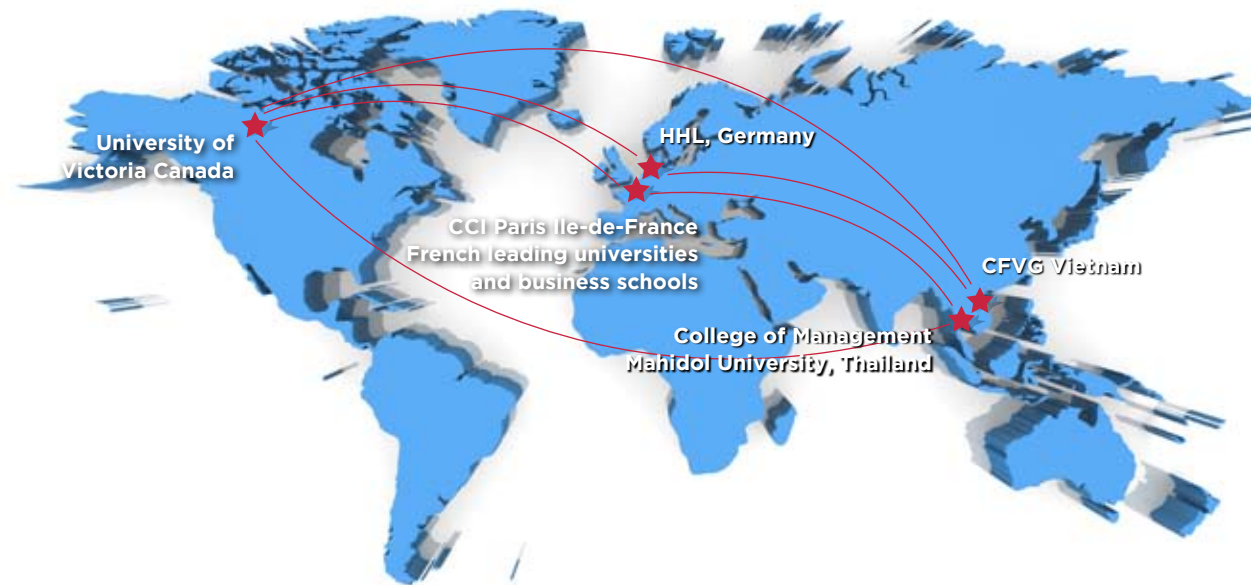 University of
Victoria Canada
HHL, Germany
CCI Paris Ile-de-France
French leading universities
and business schools
CFVG Vietnam
College of Management
Mahidol University, Thailand